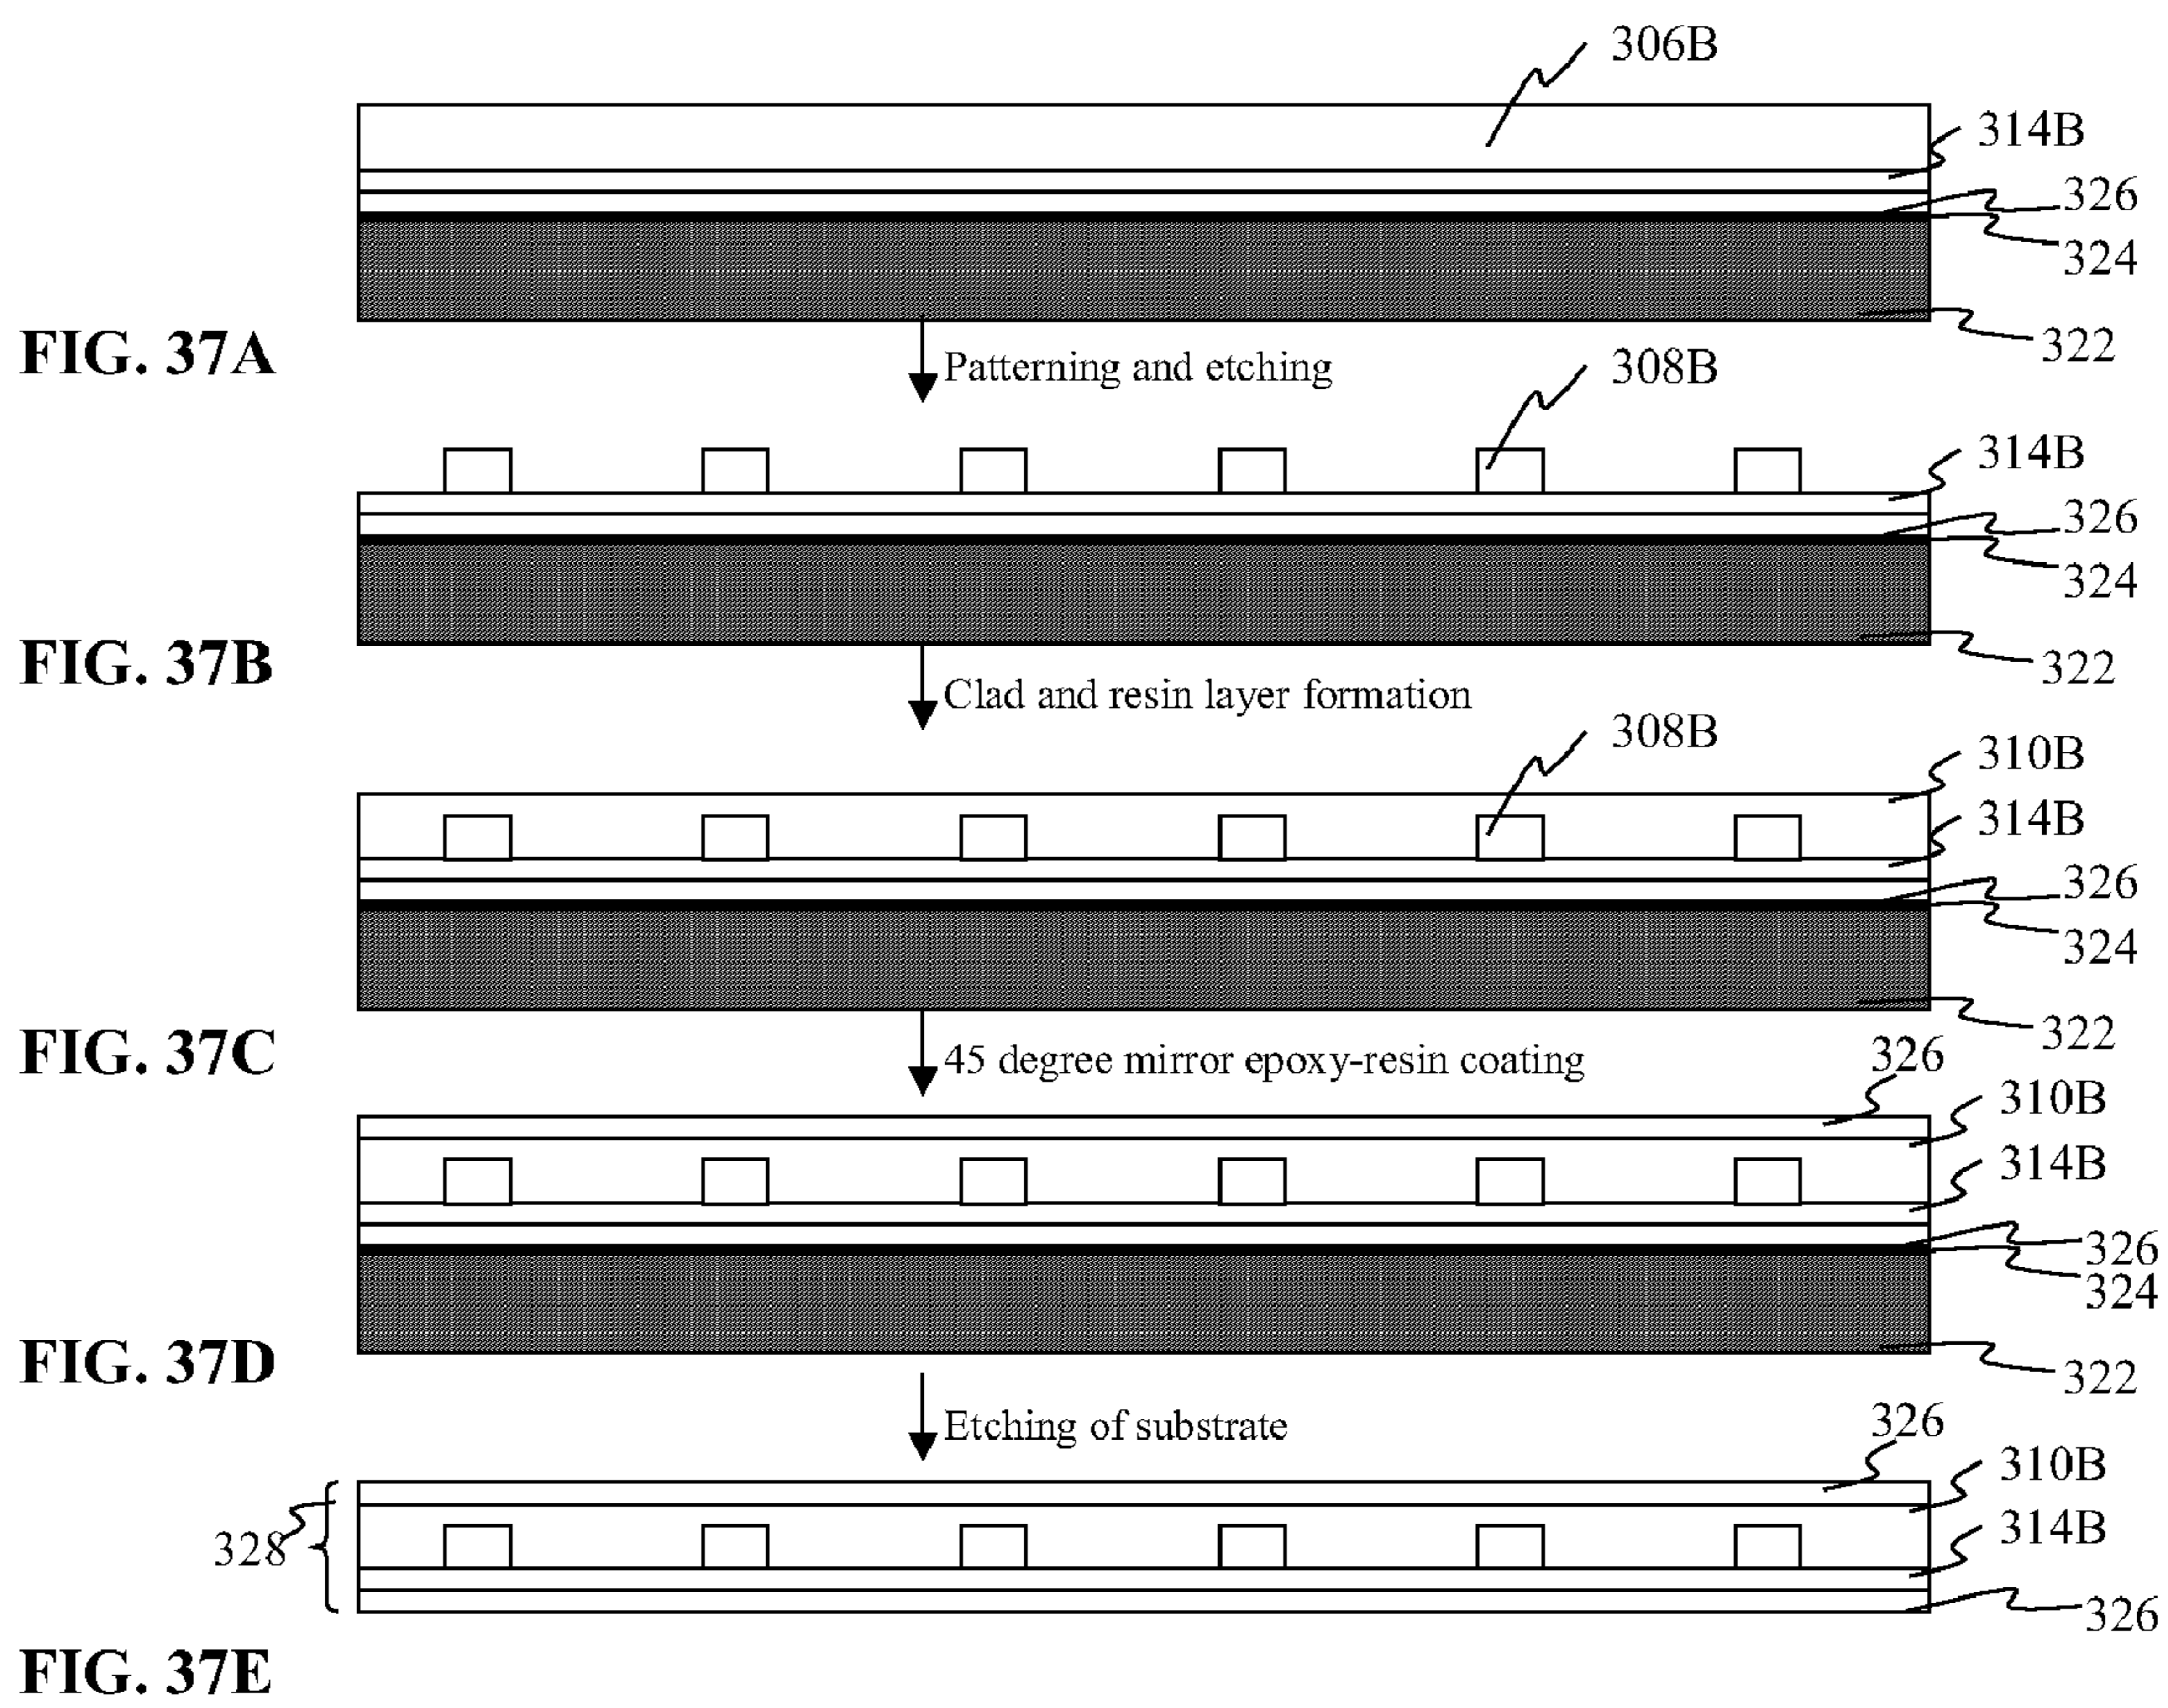 306B
314B
326
324
322
FIG. 37A
Patterning and etching
308B
314B
326
324
322
FIG. 37B
Clad and resin layer formation
308B
310B
314B
326
324
322
FIG. 37C
45 degree mirror epoxy-resin coating
326
310B
314B
326
324
322
FIG. 37D
Etching of substrate
326
310B
314B
328
326
FIG. 37E